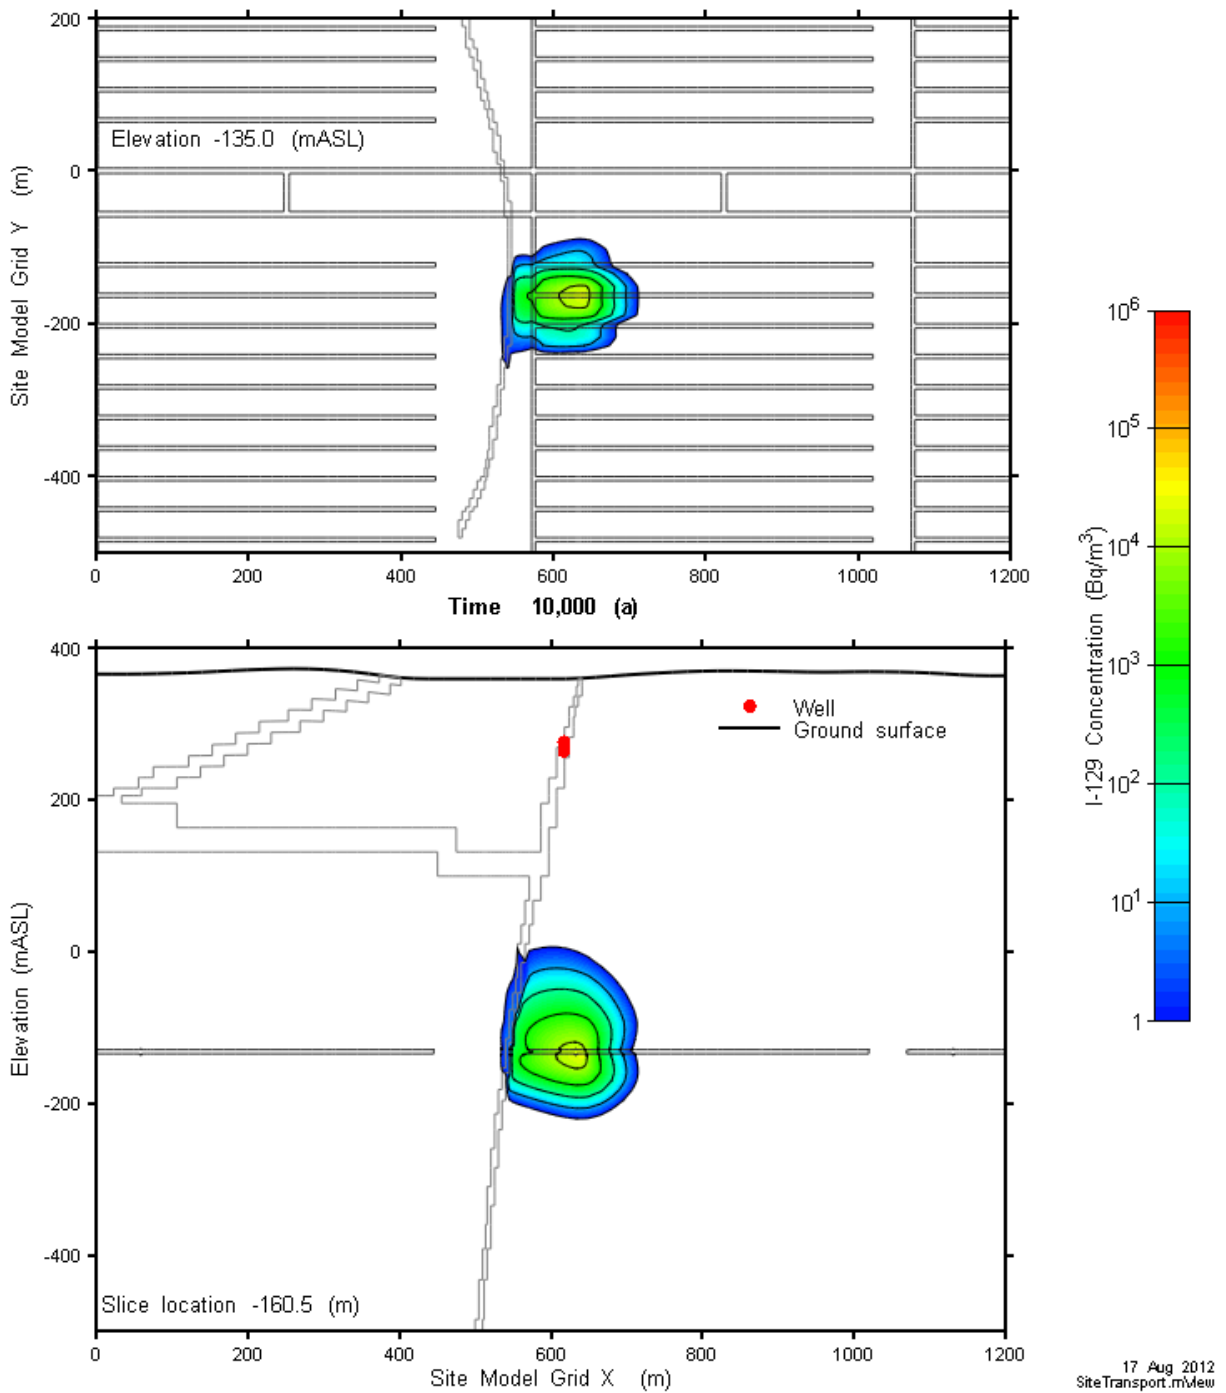 200
0
-200
-400
Site Model Grid Y (m)
Elevation -135.0 (mASL)
0 200 400 600 800 1000 1200
Time 10,000 (a)
400
200
0
-200
-400
Elevation (mASL)
Well
Ground surface
Slice location -160.5 (m)
0 200 400 600 800 1000 1200
Site Model Grid X (m)
10⁶
10⁵
10⁴
10³
10²
10¹
1
I-129 Concentration (Bq/m³)
17 Aug 2012
SiteTransport.mView